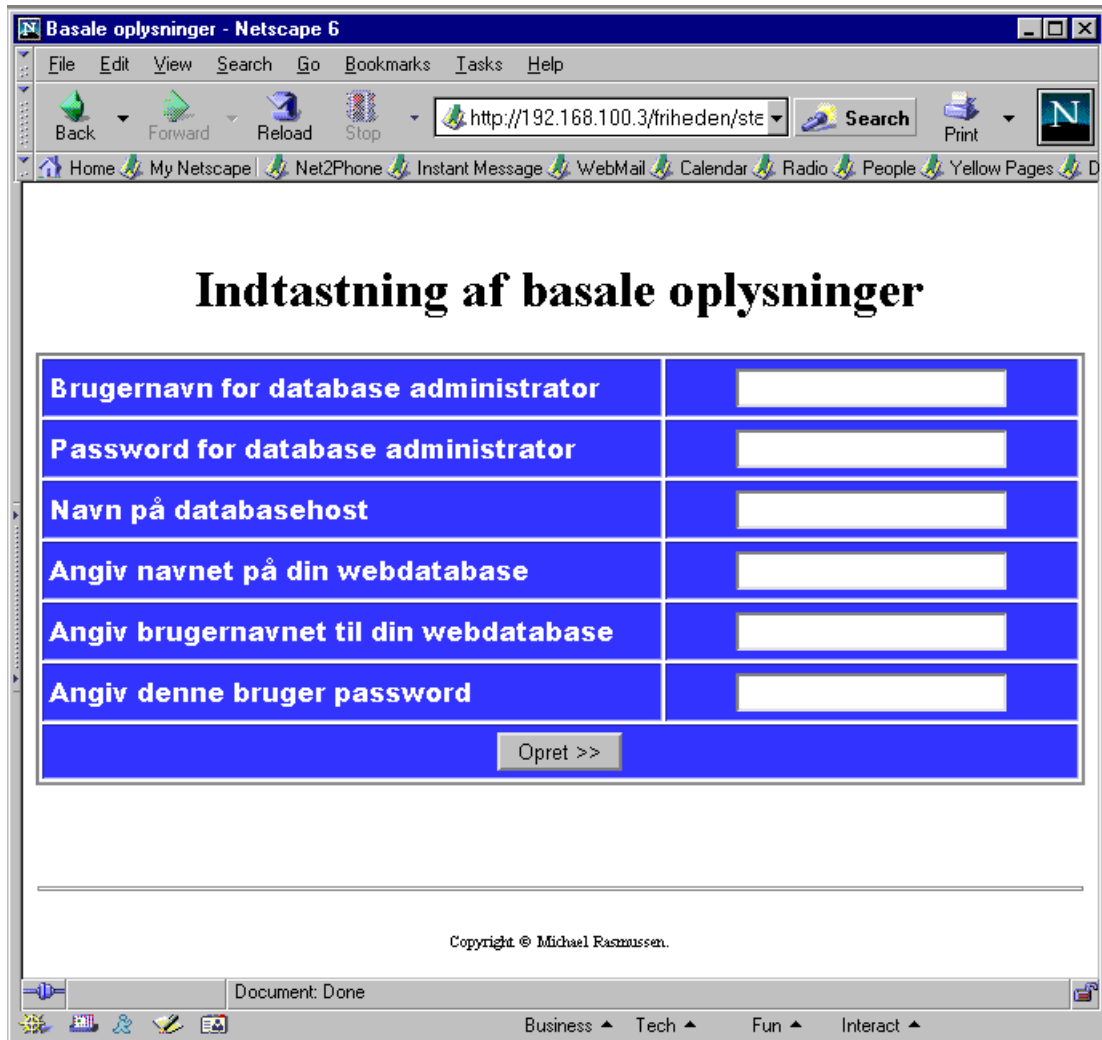 Basale oplysninger - Netscape 6
File Edit View Search Go Bookmarks Tasks Help
Back Forward Reload Stop http://192.168.100.3/friheden/ste Search Print N
Home My Netscape Net2Phone Instant Message WebMail Calendar Radio People Yellow Pages D
Indtastning af basale oplysninger
Brugernavn for database administrator
Password for database administrator
Navn på databasehost
Angiv navnet på din webdatabase
Angiv brugernavnet til din webdatabase
Angiv denne bruger password
Opret >>
Copyright © Michael Rasmussen.
Document: Done
Business Tech Fun Interact